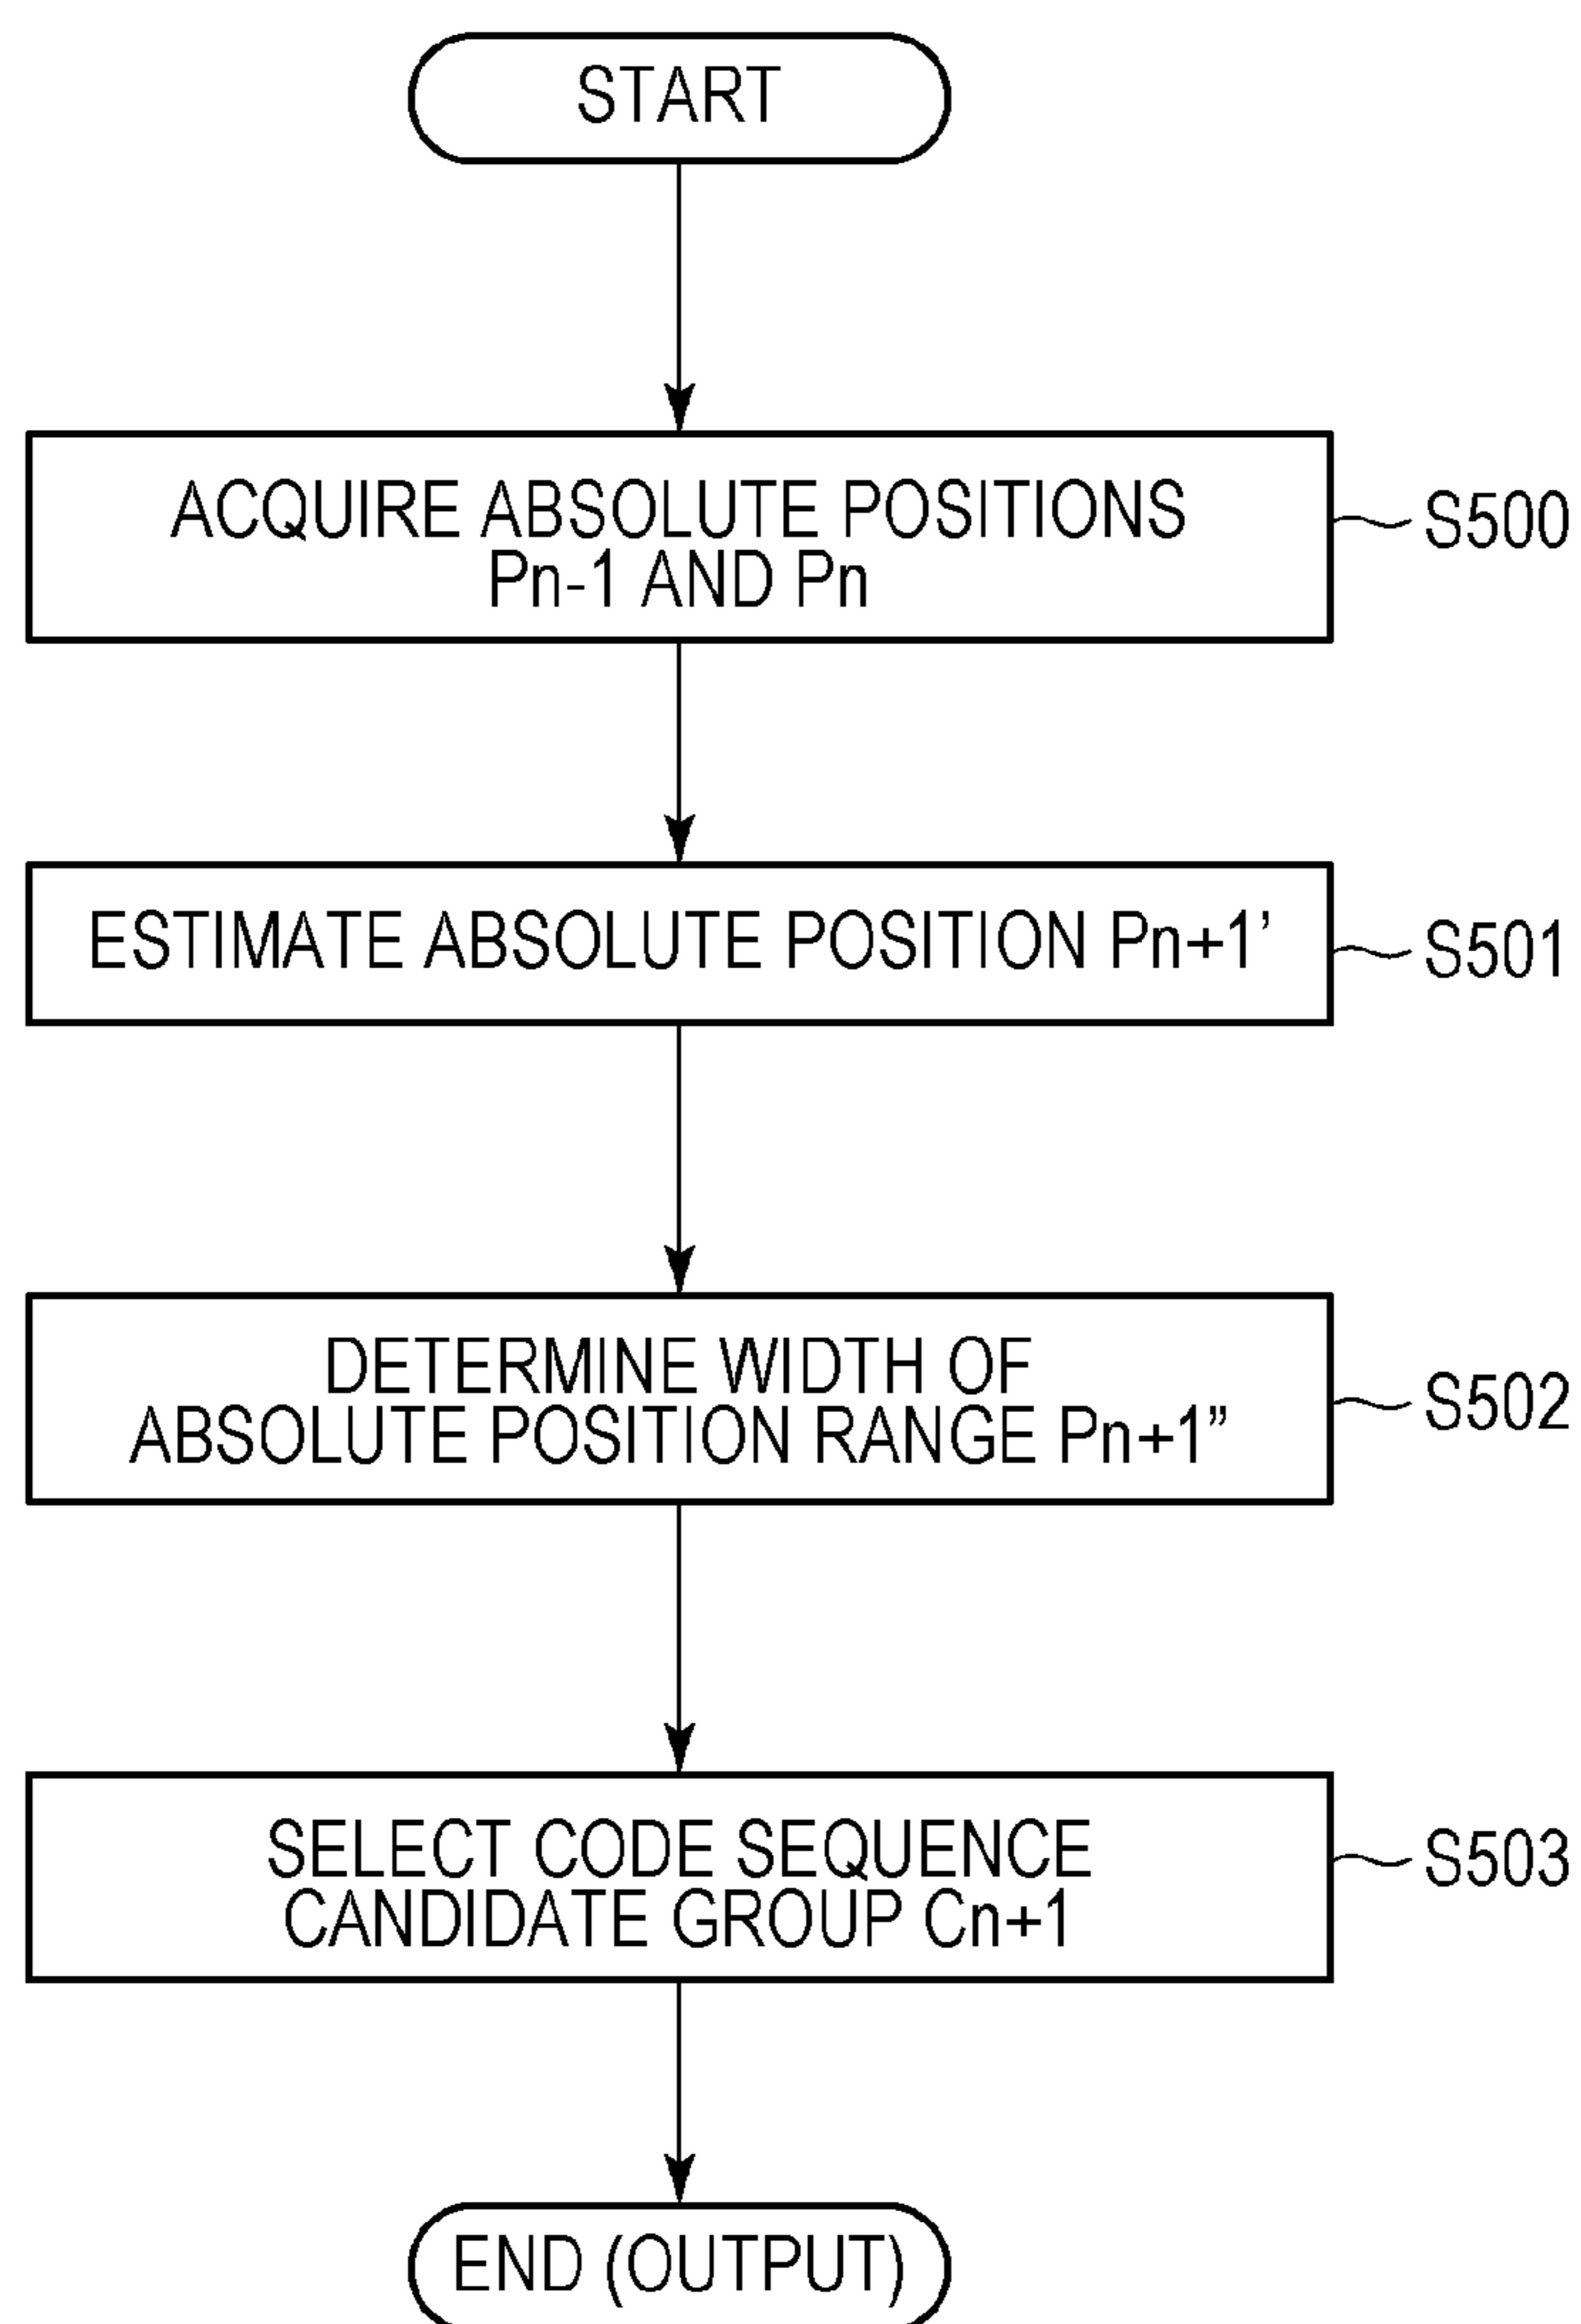 START
ACQUIRE ABSOLUTE POSITIONS
Pn-1 AND Pn
S500
ESTIMATE ABSOLUTE POSITION Pn+1’
S501
DETERMINE WIDTH OF
ABSOLUTE POSITION RANGE Pn+1”
S502
SELECT CODE SEQUENCE
CANDIDATE GROUP Cn+1
S503
END (OUTPUT)